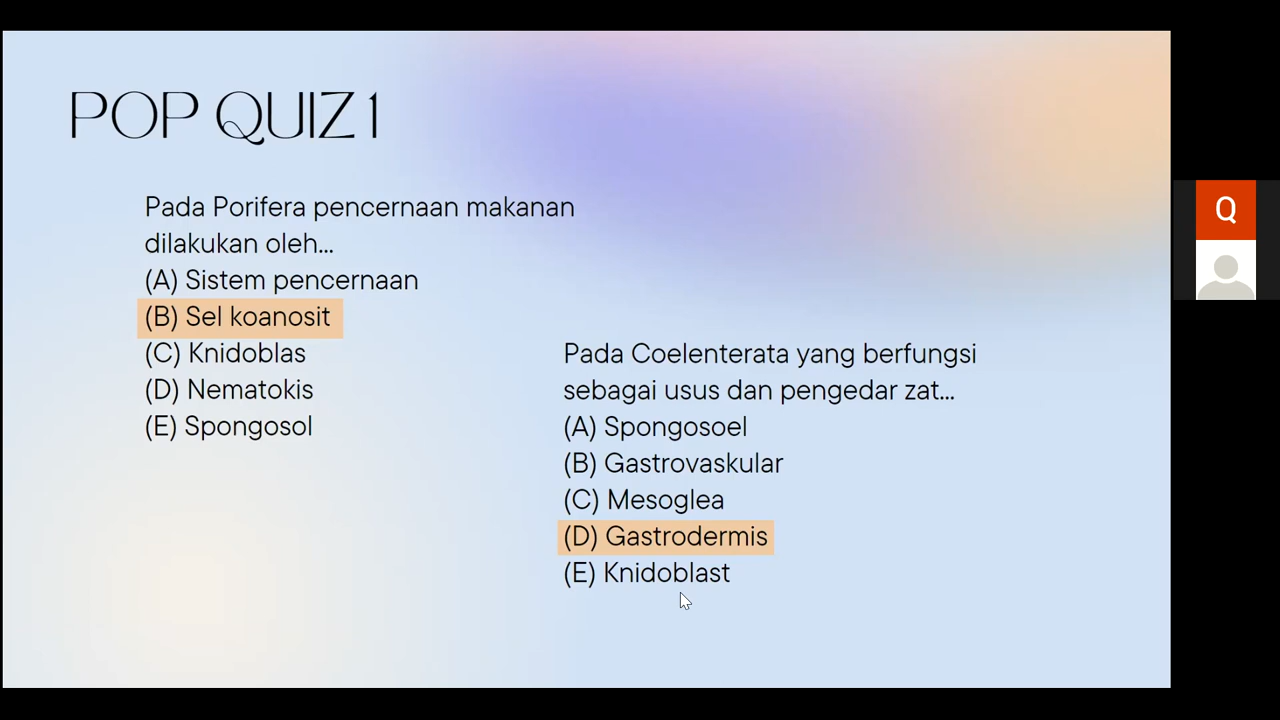 POP QUIZ 1
Pada Porifera pencernaan makanan
dilakukan oleh...
(A) Sistem pencernaan
(B) Sel koanosit
(C) Knidoblas
(D) Nematokis
(E) Spongosol
Pada Coelenterata yang berfungsi
sebagai usus dan pengedar zat...
(A) Spongosoel
(B) Gastrovaskular
(C) Mesoglea
(D) Gastrodermis
(E) Knidoblast
Q